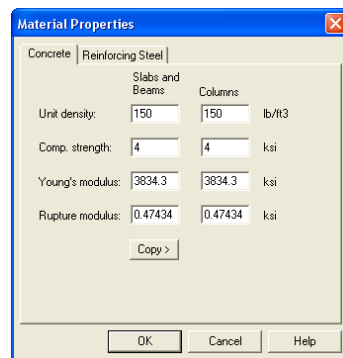 Material Properties
Concrete Reinforcing Steel
Slabs and
Beams Columns
Unit density: 150 150 lb/ft3
Comp. strength: 4 4 ksi
Young's modulus: 3834.3 3834.3 ksi
Rupture modulus: 0.47434 0.47434 ksi
Copy >
OK Cancel Help